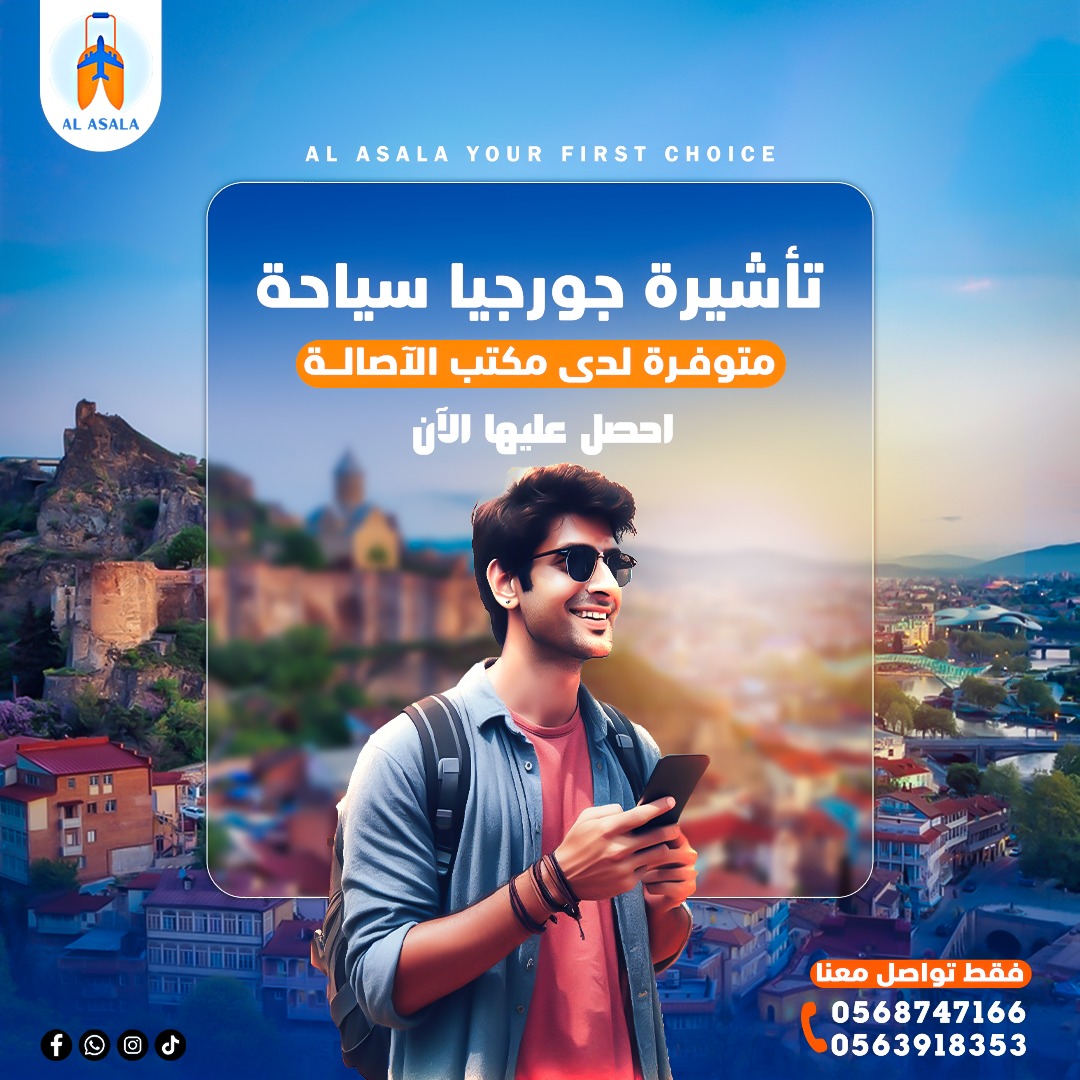 AL ASALA
AL ASALA YOUR FIRST CHOICE
تأشيرة جورجيا سياحة
متوفرة لدى مكتب الآصالـة
احصل عليها الآن
فقط تواصل معنا
0568747166
0563918353